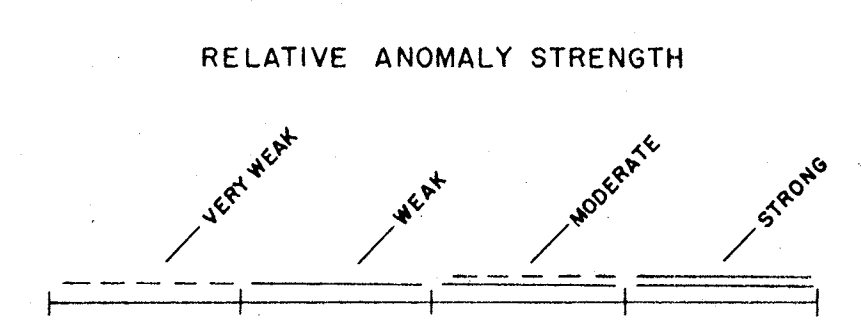 RELATIVE ANOMALY STRENGTH
VERY WEAK
WEAK
MODERATE
STRONG